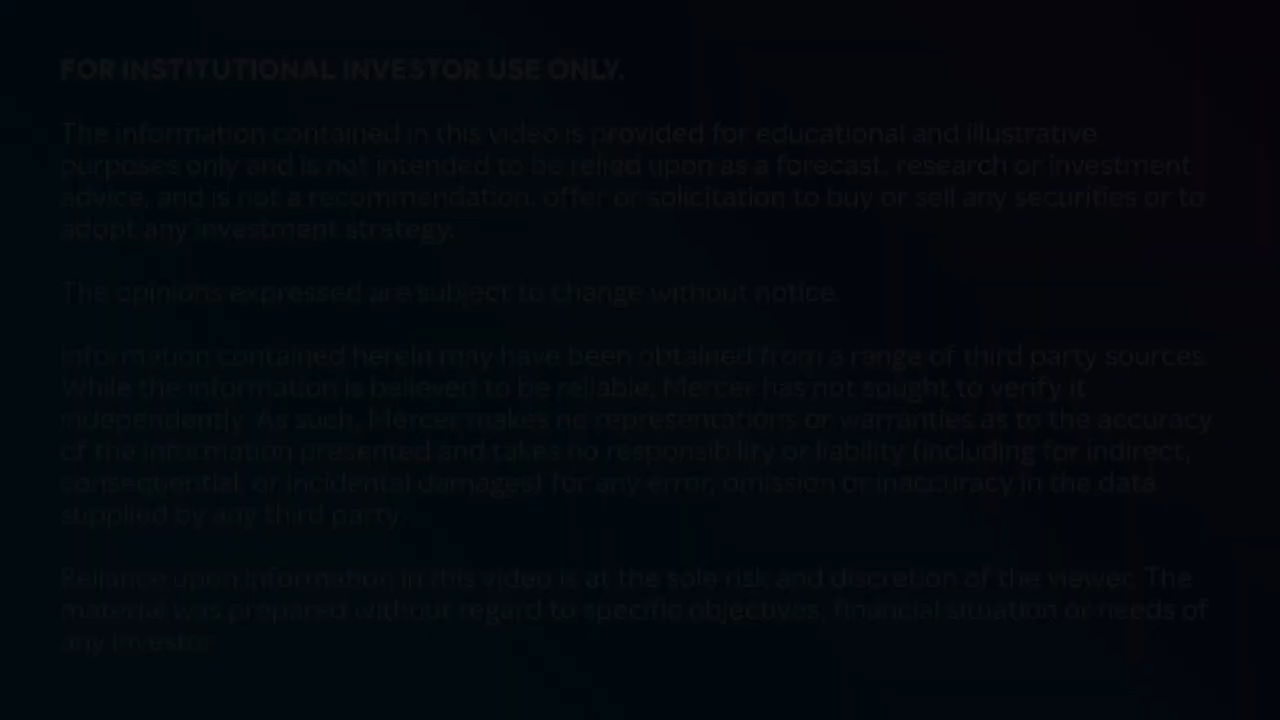 FOR INSTITUTIONAL INVESTOR USE ONLY.
The information contained in this video is provided for educational and illustrative
purposes only and is not intended to be relied upon as a forecast, research or investment
advice, and is not a recommendation, offer or solicitation to buy or sell any securities or to
adopt any investment strategy.
The opinions expressed are subject to change without notice.
Information contained herein may have been obtained from a range of third party sources.
While the information is believed to be reliable, Mercer has not sought to verify it
independently. As such, Mercer makes no representations or warranties as to the accuracy
of the information presented and takes no responsibility or liability (including for indirect,
consequential, or incidental damages) for any error, omission or inaccuracy in the data
supplied by any third party.
Reliance upon information in this video is at the sole risk and discretion of the viewer. The
material was prepared without regard to specific objectives, financial situation or needs of
any investor.